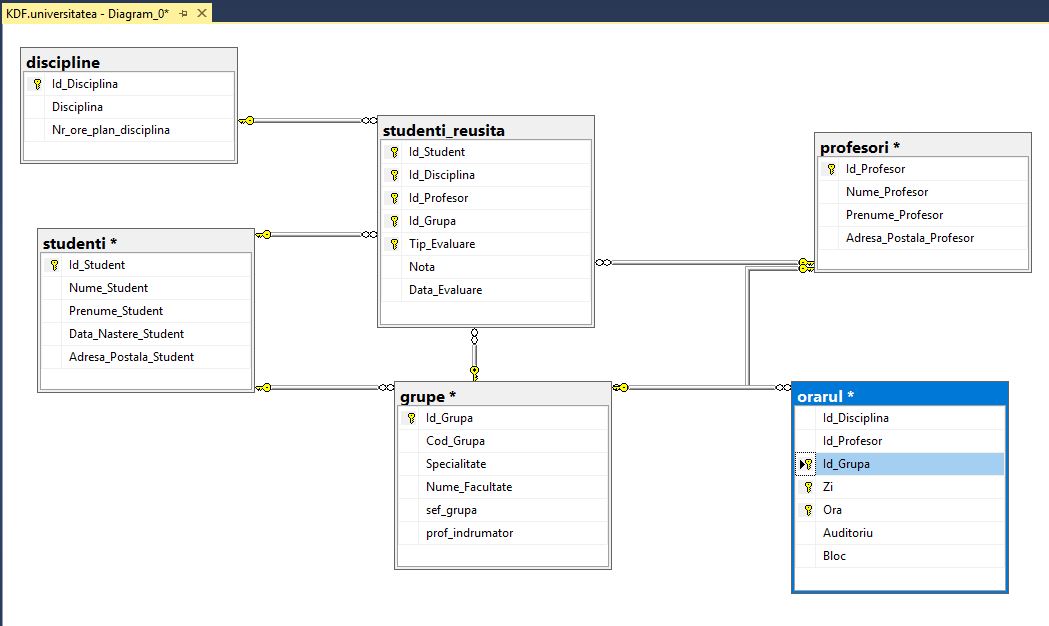 KDF.universitatea - Diagram_0*
discipline
Id_Disciplina
Disciplina
Nr_ore_plan_disciplina
studenti_reusita
Id_Student
Id_Disciplina
Id_Profesor
Id_Grupa
Tip_Evaluare
Nota
Data_Evaluare
profesori *
Id_Profesor
Nume_Profesor
Prenume_Profesor
Adresa_Postala_Profesor
studenti *
Id_Student
Nume_Student
Prenume_Student
Data_Nastere_Student
Adresa_Postala_Student
grupe *
Id_Grupa
Cod_Grupa
Specialitate
Nume_Facultate
sef_grupa
prof_indrumator
orarul *
Id_Disciplina
Id_Profesor
Id_Grupa
Zi
Ora
Auditoriu
Bloc